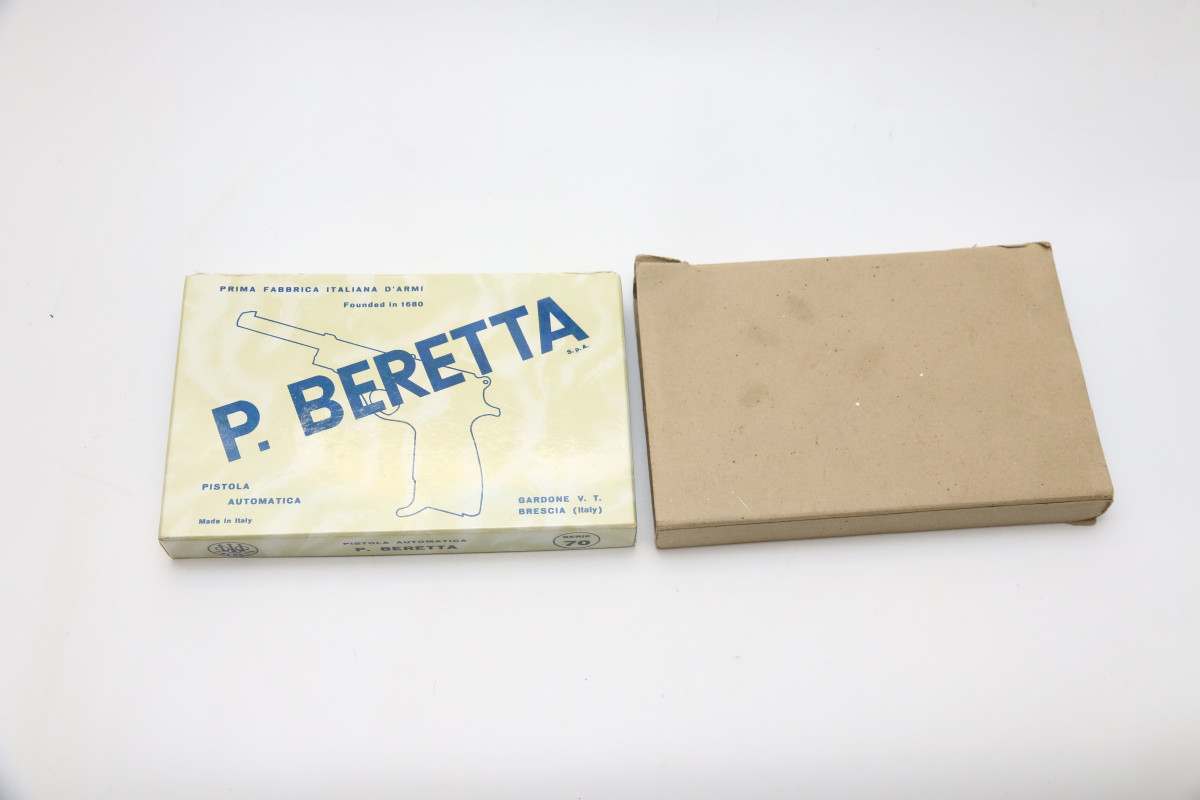 PRIMA FABBRICA ITALIANA D'ARMI
Founded in 1680
P. BERETTA
S.p.A.
PISTOLA
AUTOMATICA
Made in Italy
GARDONE V. T.
BRESCIA (Italy)
PISTOLA AUTOMATICA
P. BERETTA
SERIE
70